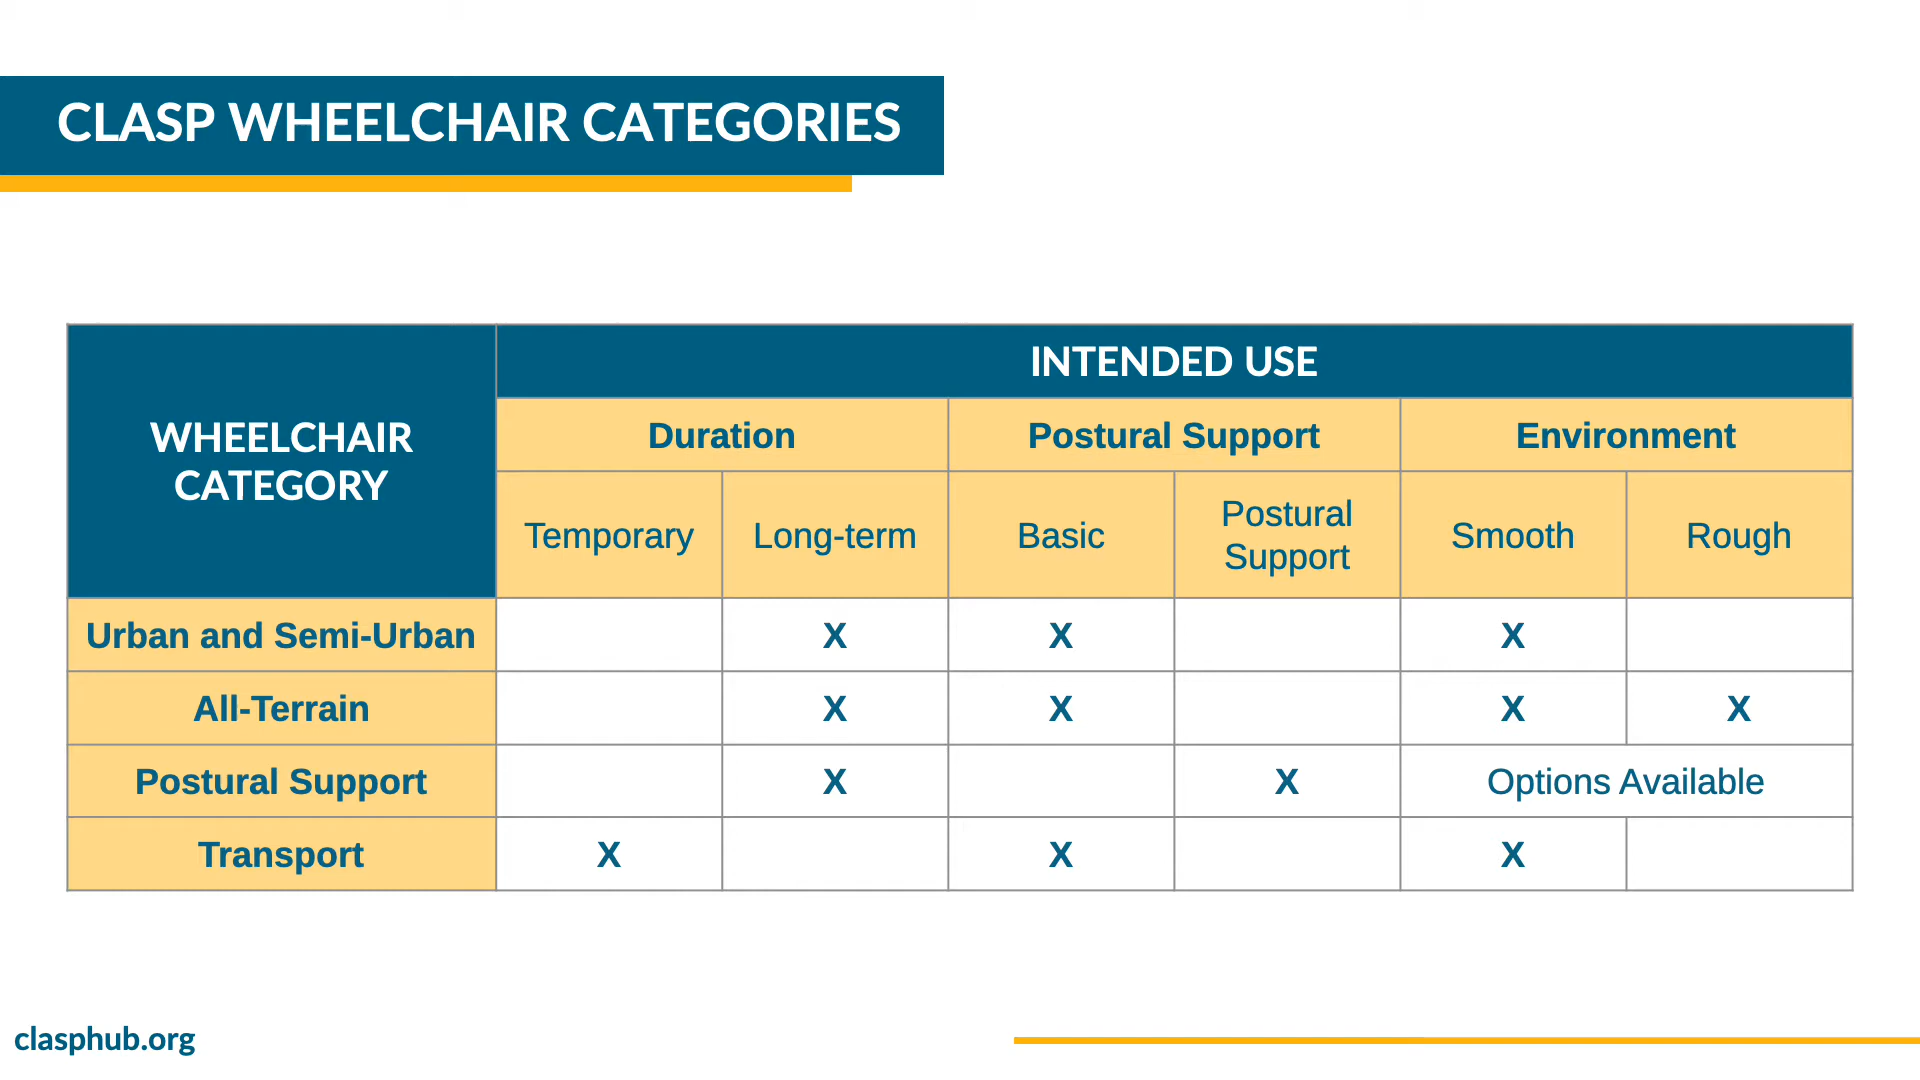 CLASP WHEELCHAIR CATEGORIES
WHEELCHAIR
CATEGORY
INTENDED USE
Duration Postural Support Environment
Temporary Long-term Basic Postural
Support Smooth Rough
Urban and Semi-Urban X X X
All-Terrain X X X X
Postural Support X X Options Available
Transport X X X
clasphub.org